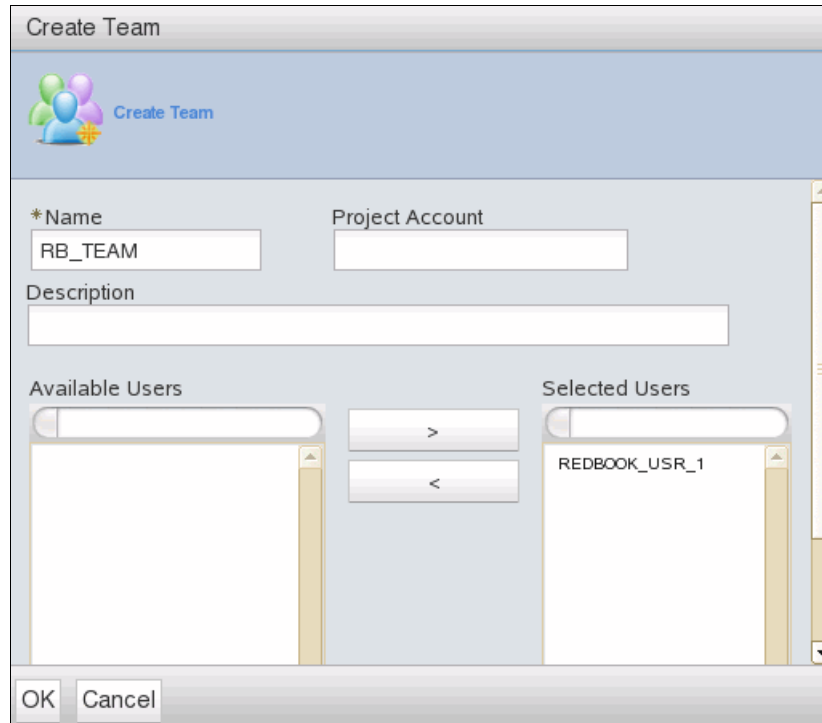 Create Team
Create Team
*Name Project Account
RB_TEAM
Description
Available Users Selected Users
>
REDBOOK_USR_1
<
OK Cancel